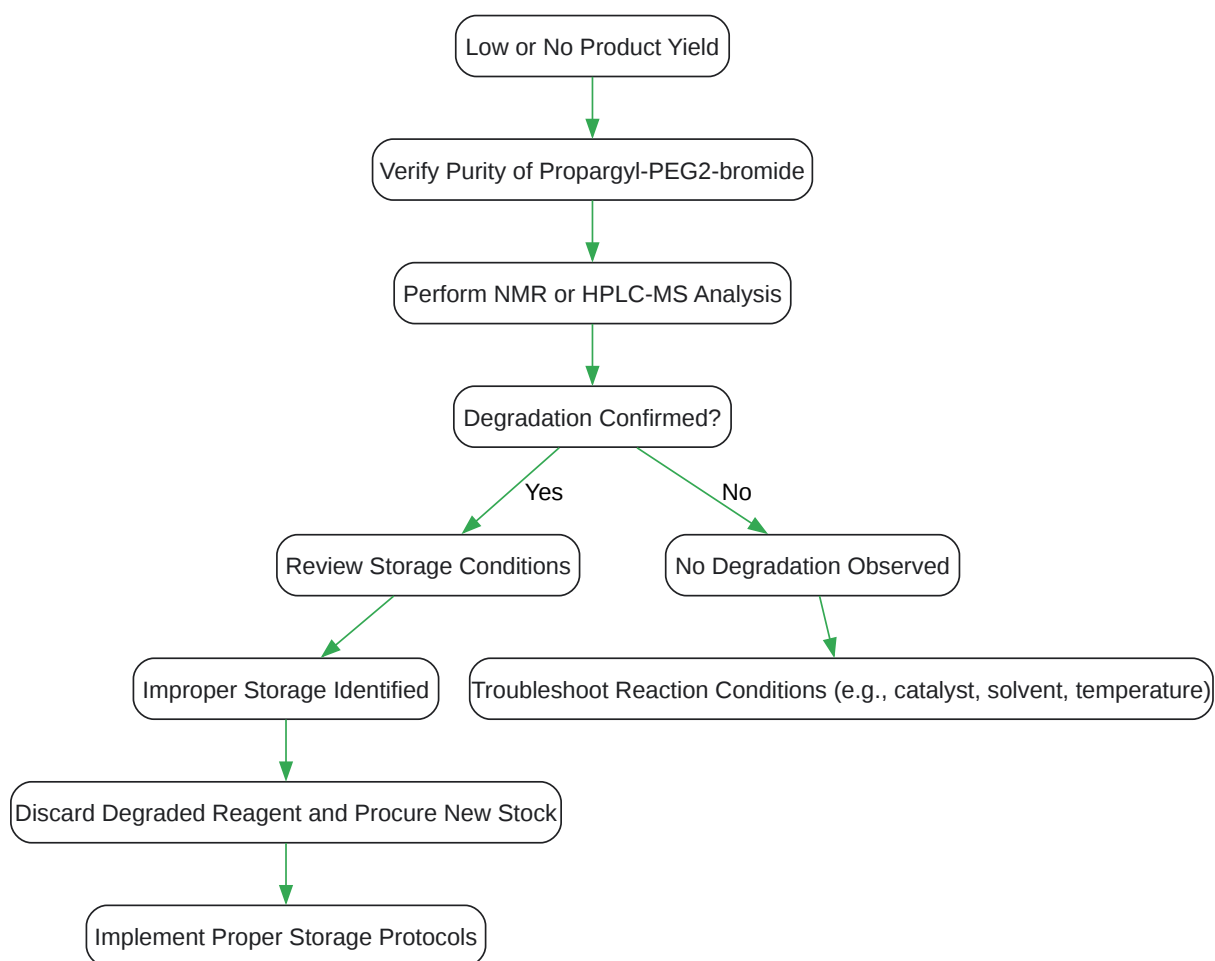 Low or No Product Yield
Verify Purity of Propargyl-PEG2-bromide
Perform NMR or HPLC-MS Analysis
Degradation Confirmed?
Yes
No
Review Storage Conditions
No Degradation Observed
Improper Storage Identified
Troubleshoot Reaction Conditions (e.g., catalyst, solvent, temperature)
Discard Degraded Reagent and Procure New Stock
Implement Proper Storage Protocols